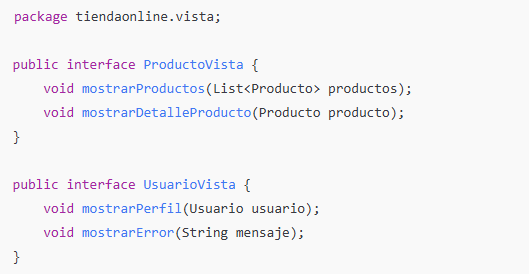 package tiendaonline.vista;
public interface ProductoVista {
void mostrarProductos(List<Producto> productos);
void mostrarDetalleProducto(Producto producto);
}
public interface UsuarioVista {
void mostrarPerfil(Usuario usuario);
void mostrarError(String mensaje);
}